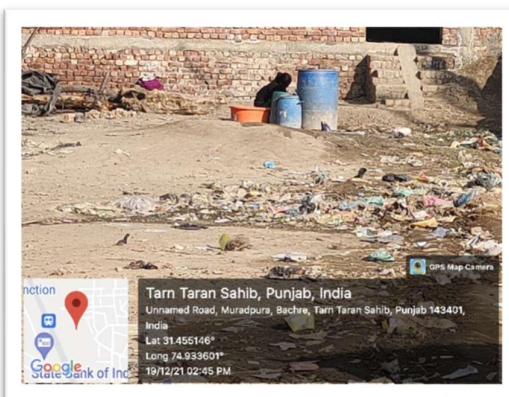 GPS Map Camera
Tarn Taran Sahib, Punjab, India
Unnamed Road, Muradpura, Bachre, Tarn Taran Sahib, Punjab 143401,
India
Lat 31.455146°
Long 74.933601°
19/12/21 02:45 PM
nction
Google
State Bank of Inc